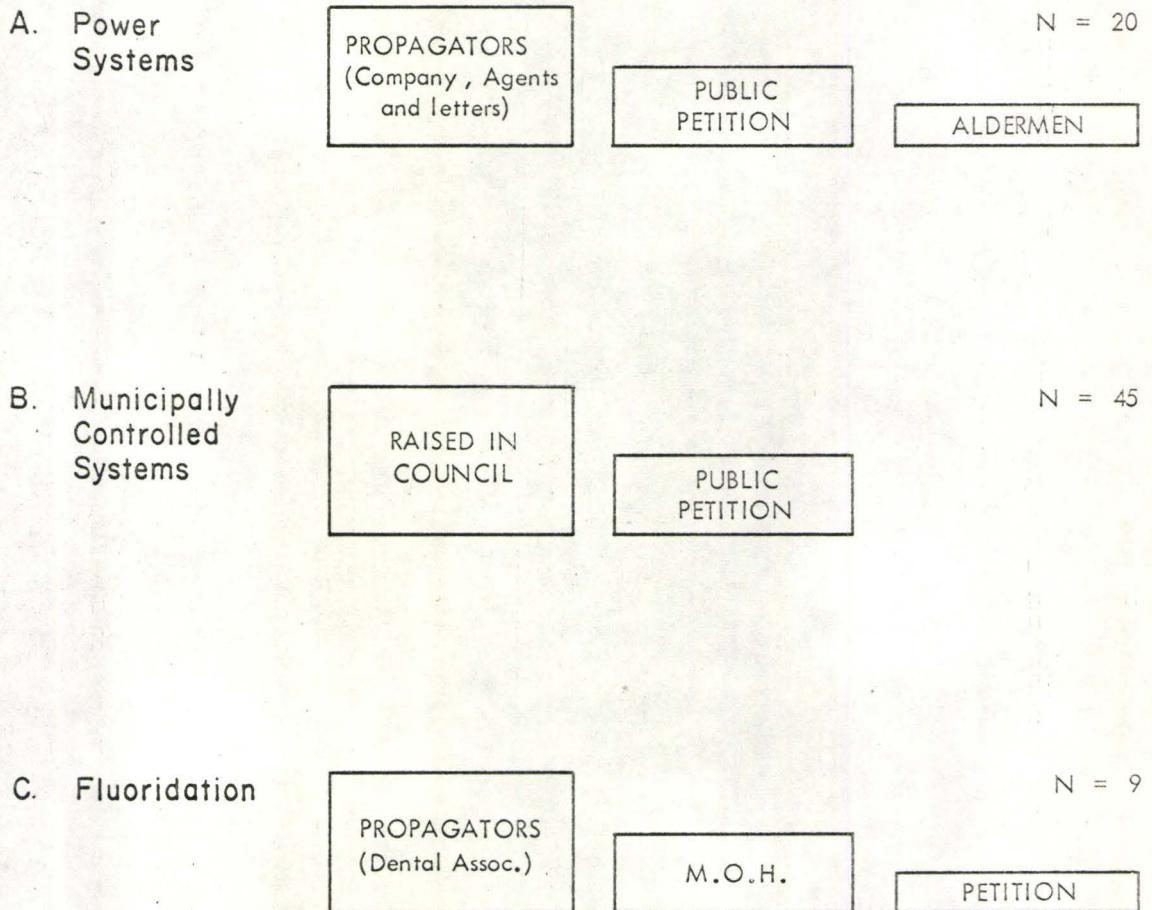 A. Power
Systems
PROPAGATORS
(Company, Agents
and letters)
PUBLIC
PETITION
ALDERMEN
N = 20
B. Municipally
Controlled
Systems
RAISED IN
COUNCIL
PUBLIC
PETITION
N = 45
C. Fluoridation
PROPAGATORS
(Dental Assoc.)
M.O.H.
PETITION
N = 9